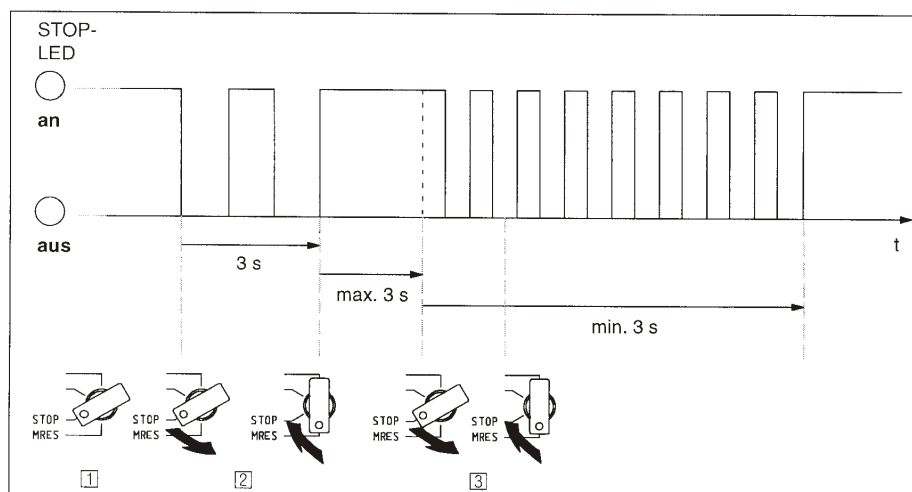 STOP-
LED
an
aus
t
3 s
max. 3 s
min. 3 s
STOP
MRES
STOP
MRES
STOP
MRES
STOP
MRES
STOP
MRES
1
2
3